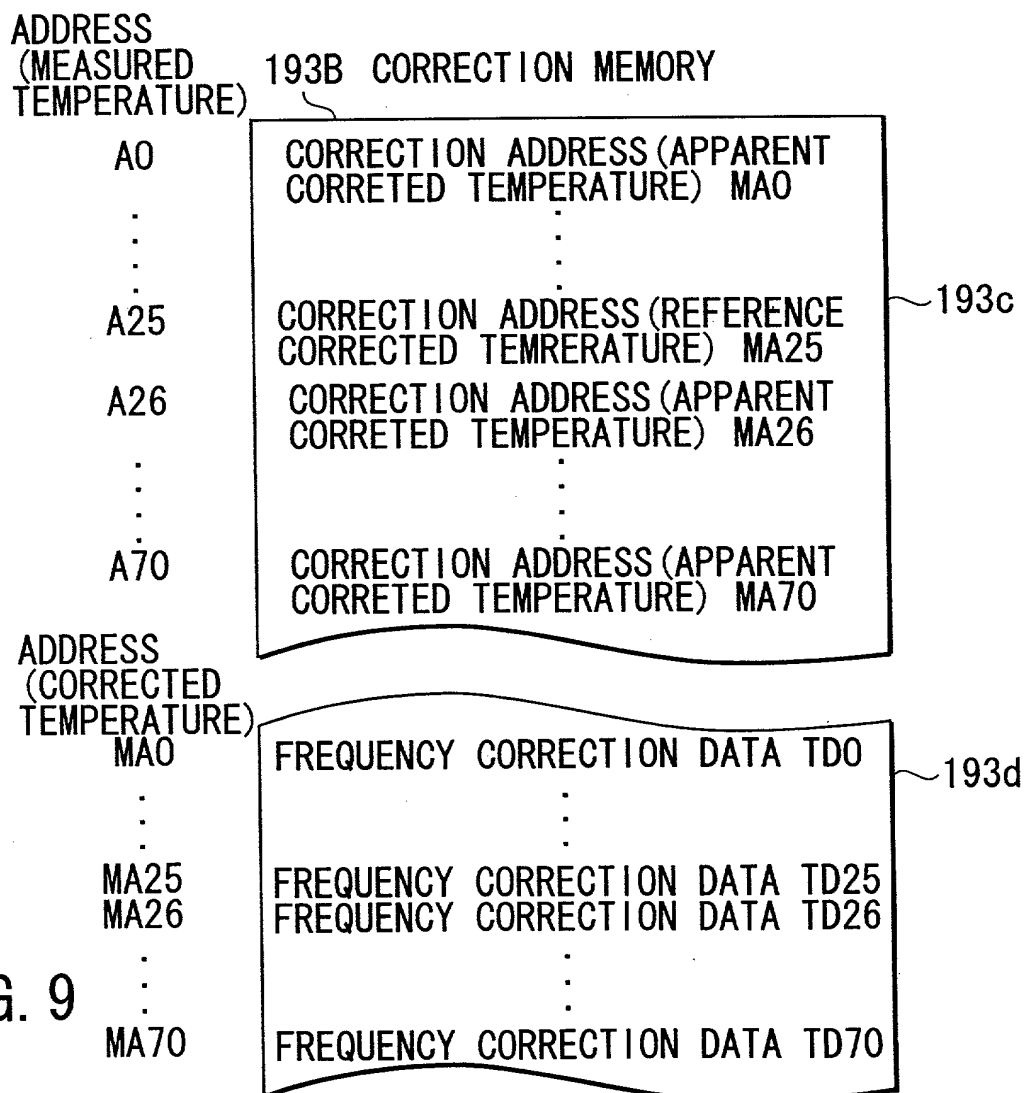 ADDRESS
(MEASURED
TEMPERATURE)
193B CORRECTION MEMORY
A0 CORRECTION ADDRESS(APPARENT
CORRETED TEMPERATURE) MA0
193c
A25 CORRECTION ADDRESS(REFERENCE
CORRECTED TEMRERATURE) MA25
A26 CORRECTION ADDRESS(APPARENT
CORRETED TEMPERATURE) MA26
A70 CORRECTION ADDRESS(APPARENT
CORRETED TEMPERATURE) MA70
ADDRESS
(CORRECTED
TEMPERATURE)
MA0 FREQUENCY CORRECTION DATA TD0
193d
MA25 FREQUENCY CORRECTION DATA TD25
MA26 FREQUENCY CORRECTION DATA TD26
G. 9
MA70 FREQUENCY CORRECTION DATA TD70